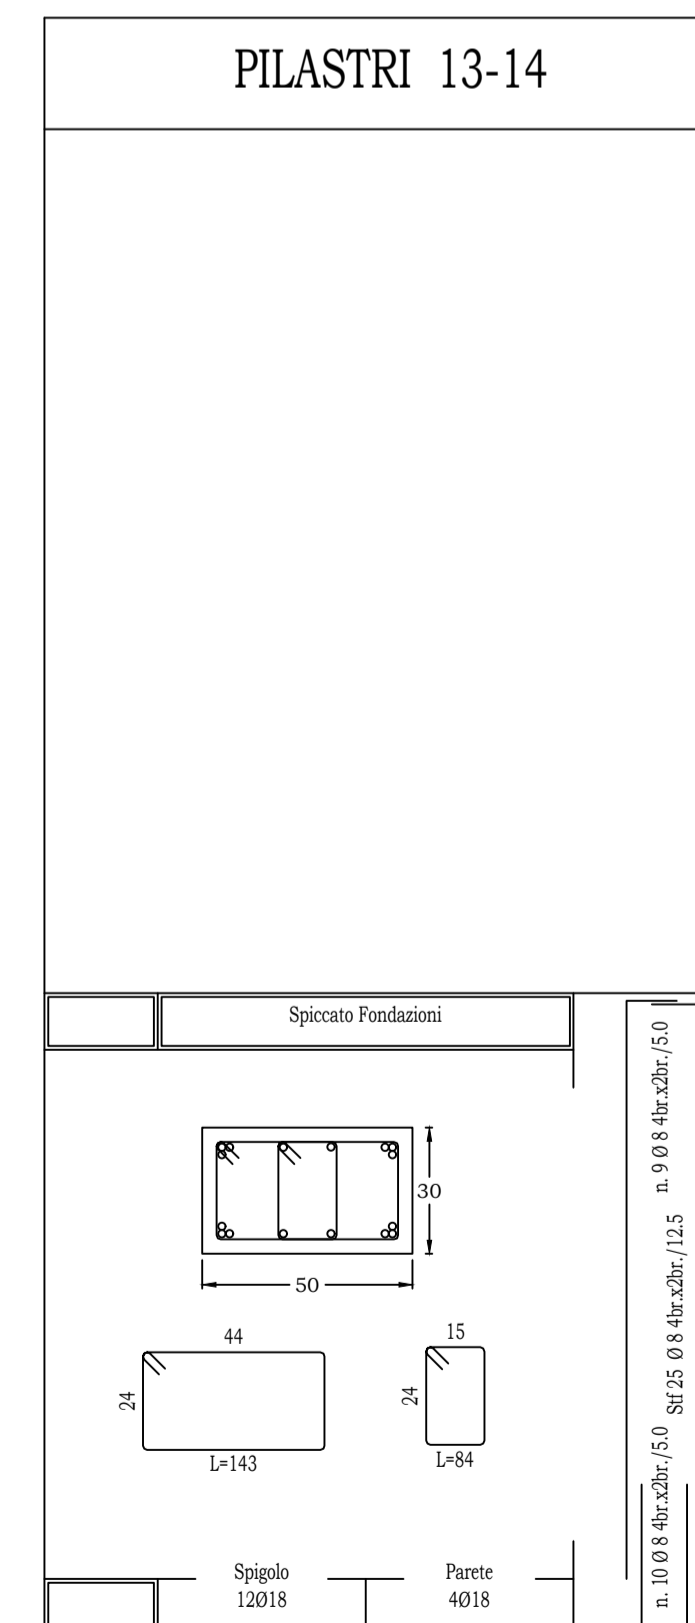 PILASTRI 13-14
Spiccato Fondazioni
n. 9 Ø 8 4br.x2br./5.0
30
50
Stf 25 Ø 8 4br.x2br./12.5
44
15
24
24
L=143
L=84
n. 10 Ø 8 4br.x2br./5.0
Spigolo
12Ø18
Parete
4Ø18